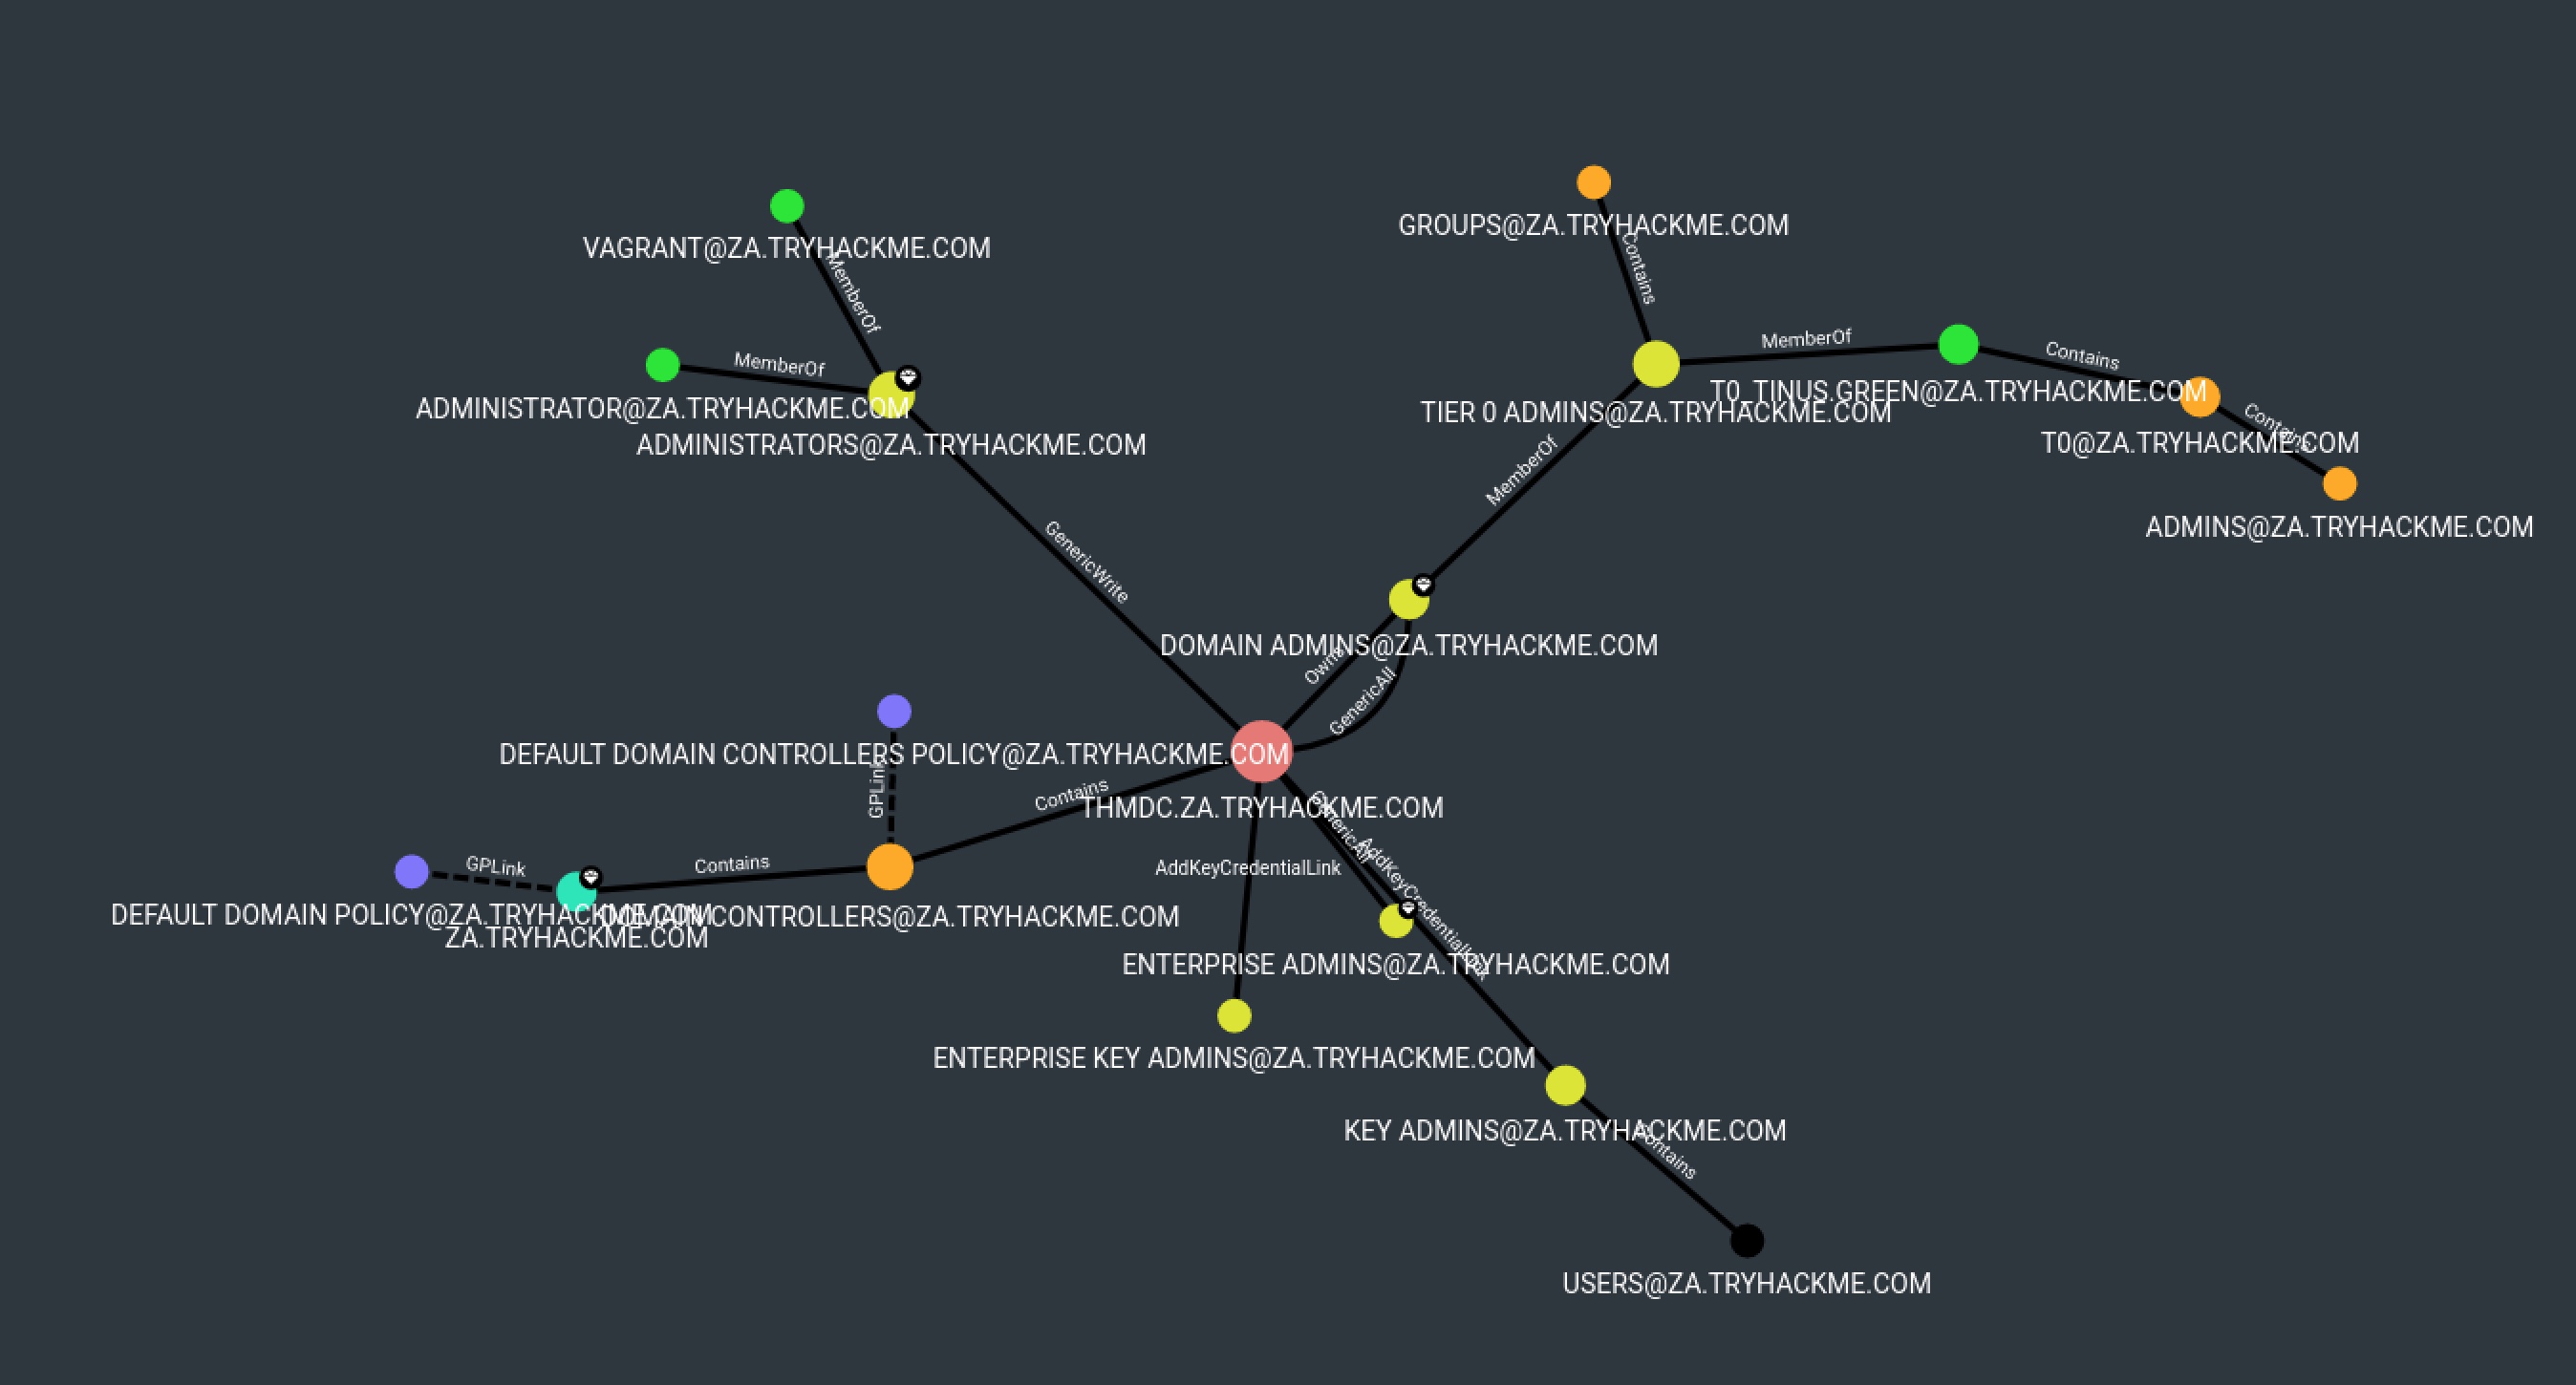 GROUPS@ZA.TRYHACKME.COM
VAGRANT@ZA.TRYHACKME.COM
Contains
MemberOf
MemberOf
MemberOf
Contains
T0_TINUS.GREEN@ZA.TRYHACKME.COM
ADMINISTRATOR@ZA.TRYHACKME.COM
TIER 0 ADMINS@ZA.TRYHACKME.COM
Contains
ADMINISTRATORS@ZA.TRYHACKME.COM
T0@ZA.TRYHACKME.COM
MemberOf
ADMINS@ZA.TRYHACKME.COM
GenericWrite
DOMAIN ADMINS@ZA.TRYHACKME.COM
Owns
GenericAll
DEFAULT DOMAIN CONTROLLERS POLICY@ZA.TRYHACKME.COM
GPLink
Contains
THMDC.ZA.TRYHACKME.COM
GenericAll
GPLink
Contains
AddKeyCredentialLink
AddKeyCredentialLink
DEFAULT DOMAIN POLICY@ZA.TRYHACKME.COM
DOMAIN CONTROLLERS@ZA.TRYHACKME.COM
ZA.TRYHACKME.COM
ENTERPRISE ADMINS@ZA.TRYHACKME.COM
ENTERPRISE KEY ADMINS@ZA.TRYHACKME.COM
KEY ADMINS@ZA.TRYHACKME.COM
Contains
USERS@ZA.TRYHACKME.COM